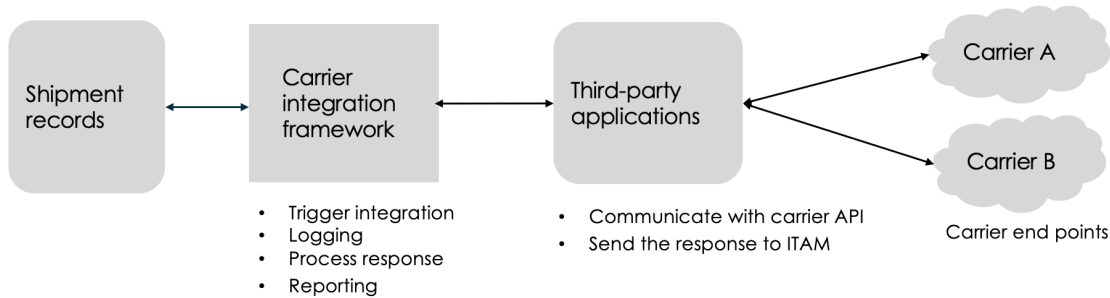 Shipment
records
Carrier
integration
framework
• Trigger integration
• Logging
• Process response
• Reporting
Third-party
applications
• Communicate with carrier API
• Send the response to ITAM
Carrier A
Carrier B
Carrier end points